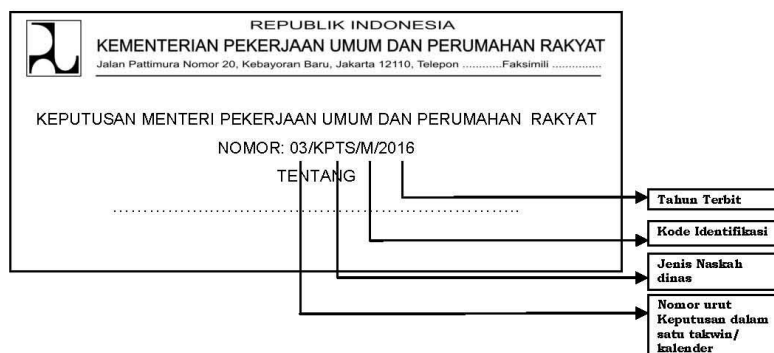 REPUBLIK INDONESIA
KEMENTERIAN PEKERJAAN UMUM DAN PERUMAHAN RAKYAT
Jalan Pattimura Nomor 20, Kebayoran Baru, Jakarta 12110, Telepon ............Faksimili ...............
KEPUTUSAN MENTERI PEKERJAAN UMUM DAN PERUMAHAN RAKYAT
NOMOR: 03/KPTS/M/2016
TENTANG
......................................................................
Tahun Terbit
Kode Identifikasi
Jenis Naskah
dinas
Nomor urut
Keputusan dalam
satu takwin/
kalender